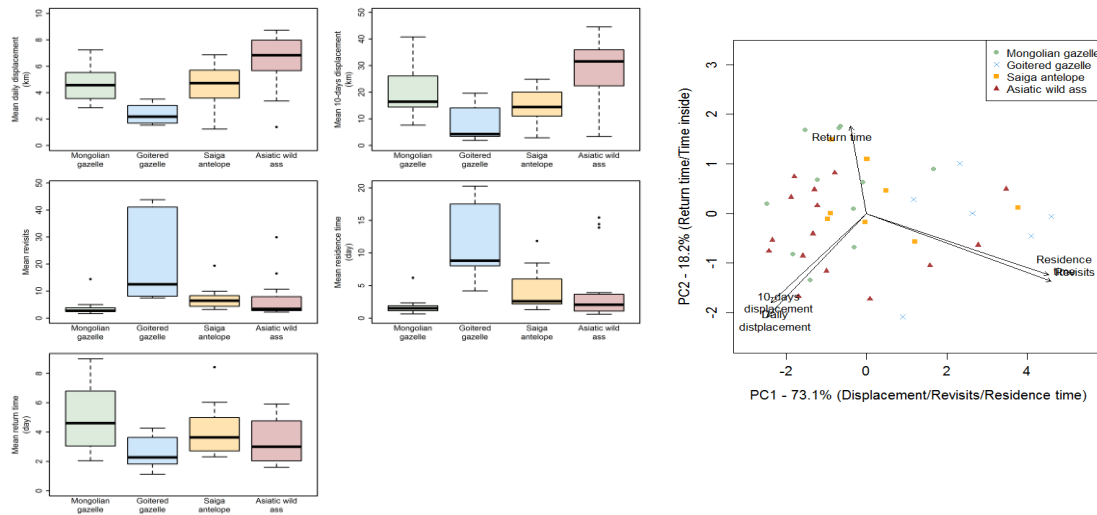 Mean daily displacement
(km)
0 2 4 6 8 10
Mongolian gazelle
Goitered gazelle
Saiga antelope
Asiatic wild ass
Mean 10-days displacement
(km)
0 10 20 30 40 50
Mongolian gazelle
Goitered gazelle
Saiga antelope
Asiatic wild ass
Mean revisits
0 10 20 30 40 50
Mongolian gazelle
Goitered gazelle
Saiga antelope
Asiatic wild ass
Mean residence time
(day)
0 5 10 15 20
Mongolian gazelle
Goitered gazelle
Saiga antelope
Asiatic wild ass
Mean return time
(day)
0 2 4 6 8
Mongolian gazelle
Goitered gazelle
Saiga antelope
Asiatic wild ass
Mongolian gazelle
Goitered gazelle
Saiga antelope
Asiatic wild ass
PC2 - 18.2% (Return time/Time inside)
3
2
1
0
-1
-2
Return time
Residence
time
Revisits
10-days
displacement
Daily
distplacement
-2 0 2 4
PC1 - 73.1% (Displacement/Revisits/Residence time)